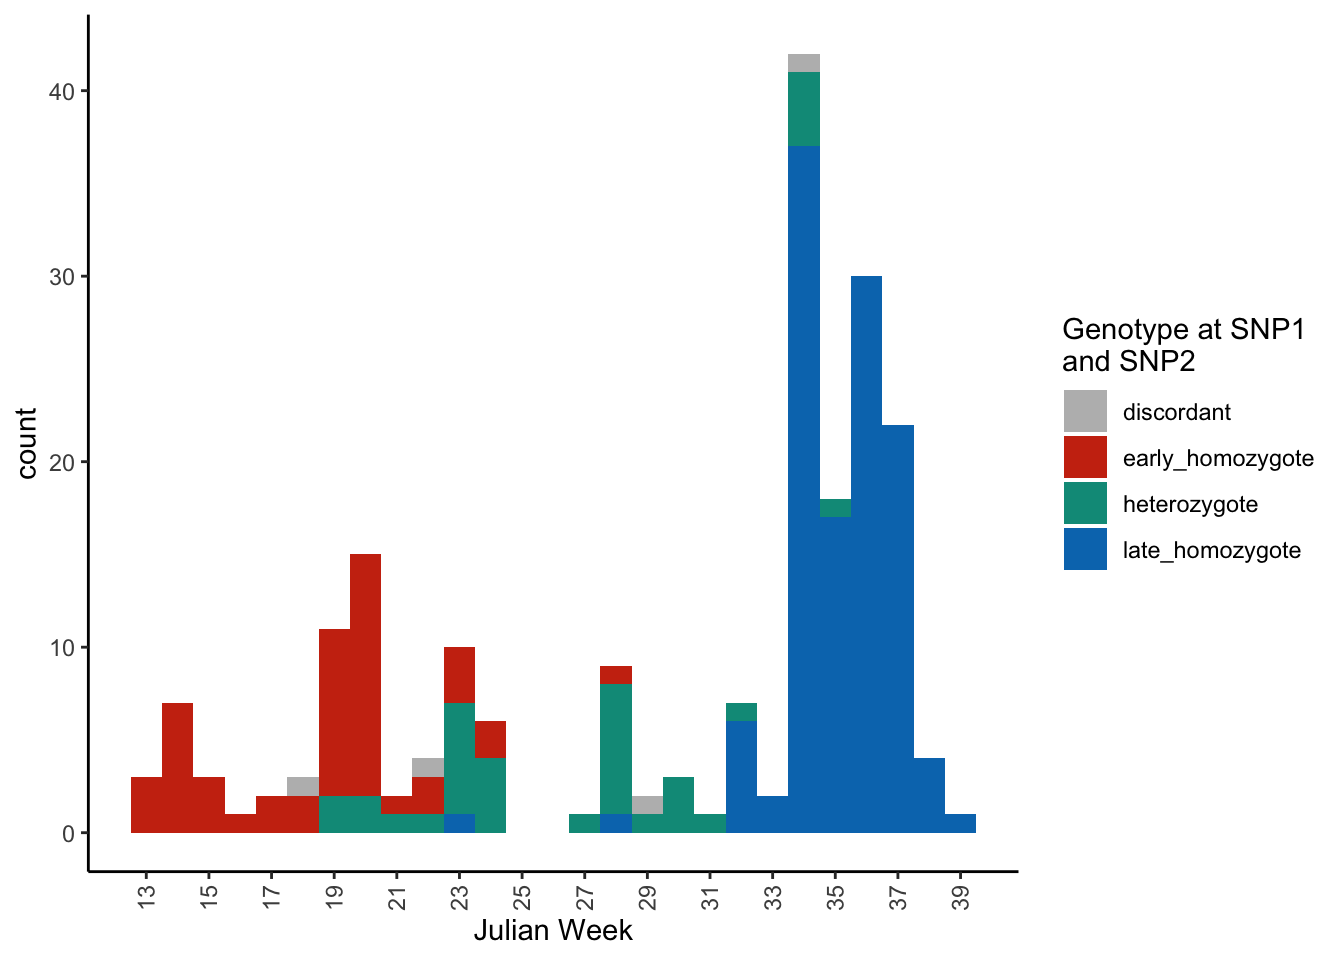 40
30
20
10
0
count
13
15
17
19
21
23
25
27
29
31
33
35
37
39
Julian Week
Genotype at SNP1
and SNP2
discordant
early_homozygote
heterozygote
late_homozygote